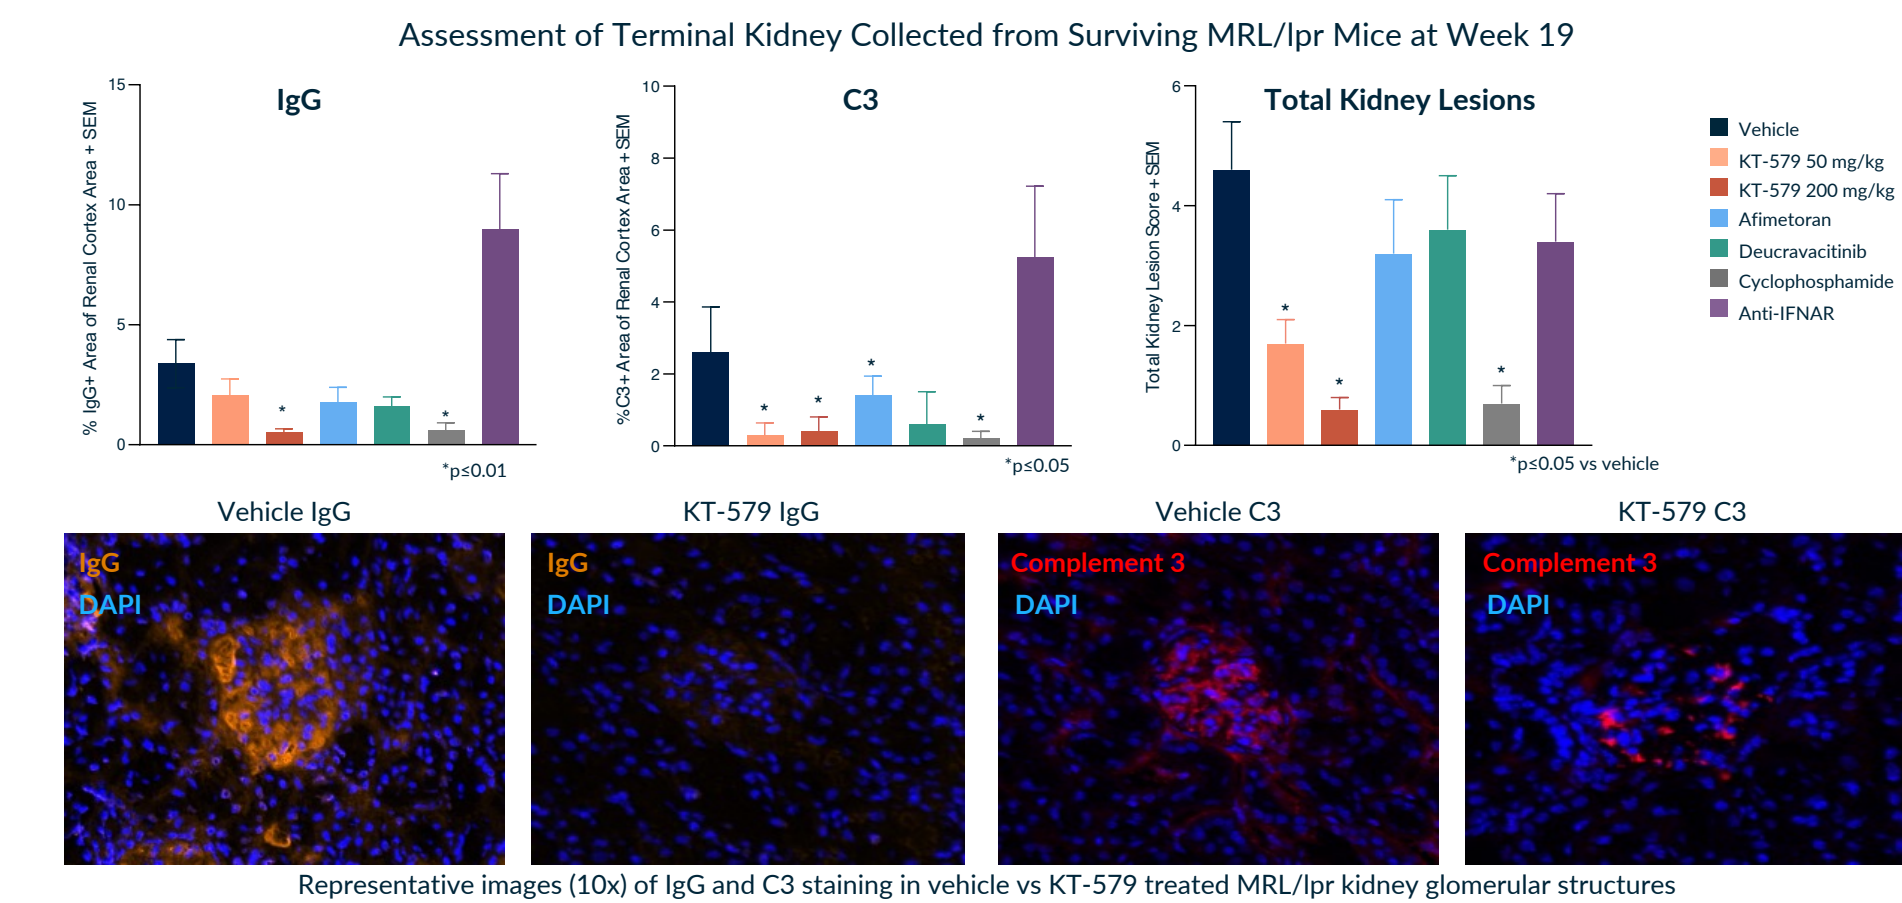 Assessment of Terminal Kidney Collected from Surviving MRL/lpr Mice at Week 19
IgG
% IgG+ Area of Renal Cortex Area + SEM
15
10
5
0
*
*
*p≤0.01
C3
%C3+ Area of Renal Cortex Area + SEM
10
8
6
4
2
0
*
*
*
*
*p≤0.05
Total Kidney Lesions
Total Kidney Lesion Score + SEM
6
4
2
0
*
*
*
*p≤0.05 vs vehicle
Vehicle
KT-579 50 mg/kg
KT-579 200 mg/kg
Afimetoran
Deucravacitinib
Cyclophosphamide
Anti-IFNAR
Vehicle IgG
IgG
DAPI
KT-579 IgG
IgG
DAPI
Vehicle C3
Complement 3
DAPI
KT-579 C3
Complement 3
DAPI
Representative images (10x) of IgG and C3 staining in vehicle vs KT-579 treated MRL/lpr kidney glomerular structures